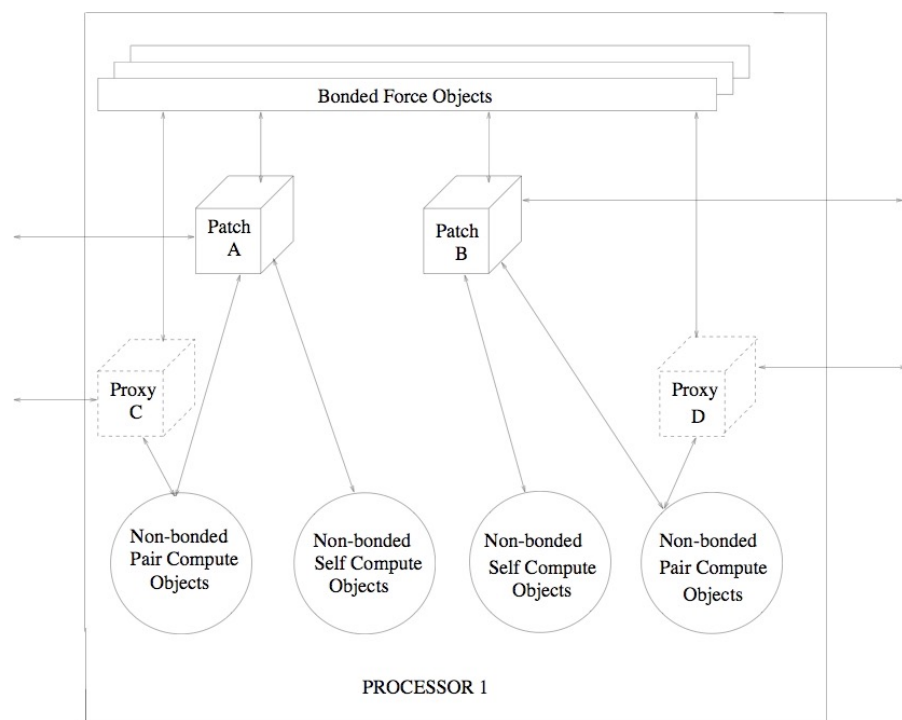 Bonded Force Objects
Patch
A
Patch
B
Proxy
C
Proxy
D
Non-bonded
Pair Compute
Objects
Non-bonded
Self Compute
Objects
Non-bonded
Self Compute
Objects
Non-bonded
Pair Compute
Objects
PROCESSOR 1